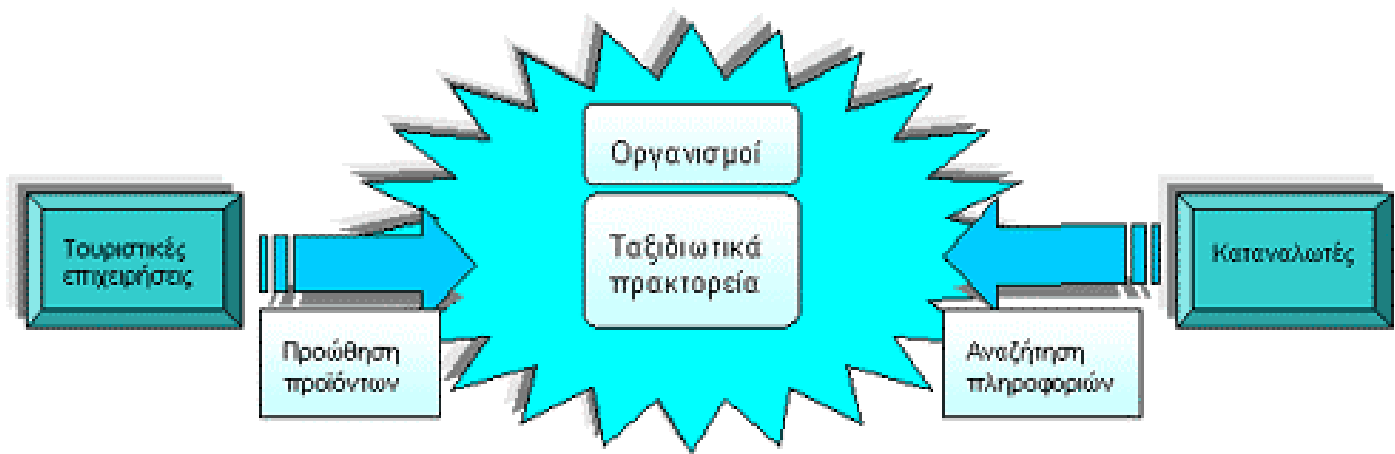 Οργανισμοί
Ταξιδιωτικά
πρακτορεία
Τουριστικές
επιχειρήσεις
Προώθηση
προϊόντων
Καταναλωτές
Αναζήτηση
πληροφοριών